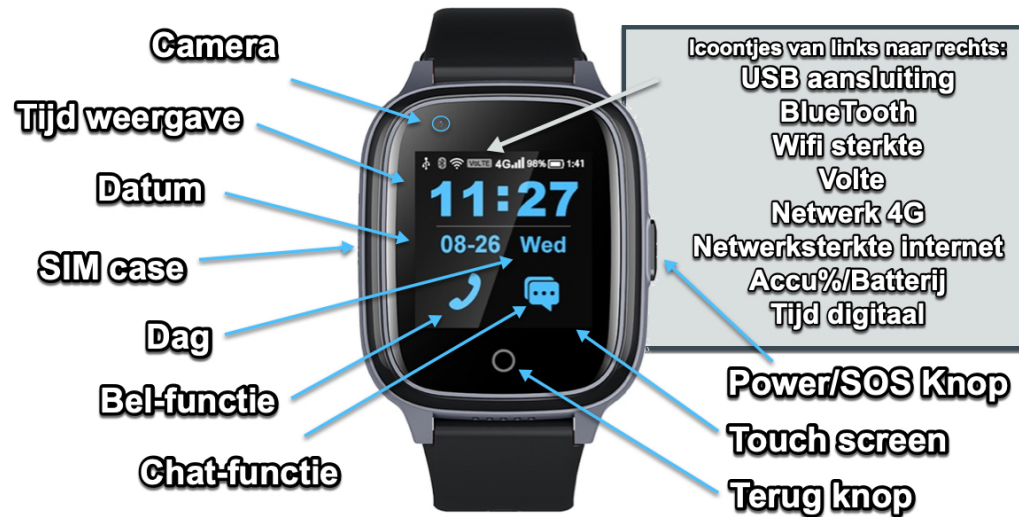 Camera
Tijd weergave
Datum
SIM case
Dag
Bel-functie
Chat-functie
VoLTE 4G 98% 1:41
11:27
08-26 Wed
Icoontjes van links naar rechts:
USB aansluiting
BlueTooth
Wifi sterkte
Volte
Netwerk 4G
Netwerksterkte internet
Accu%/Batterij
Tijd digitaal
Power/SOS Knop
Touch screen
Terug knop